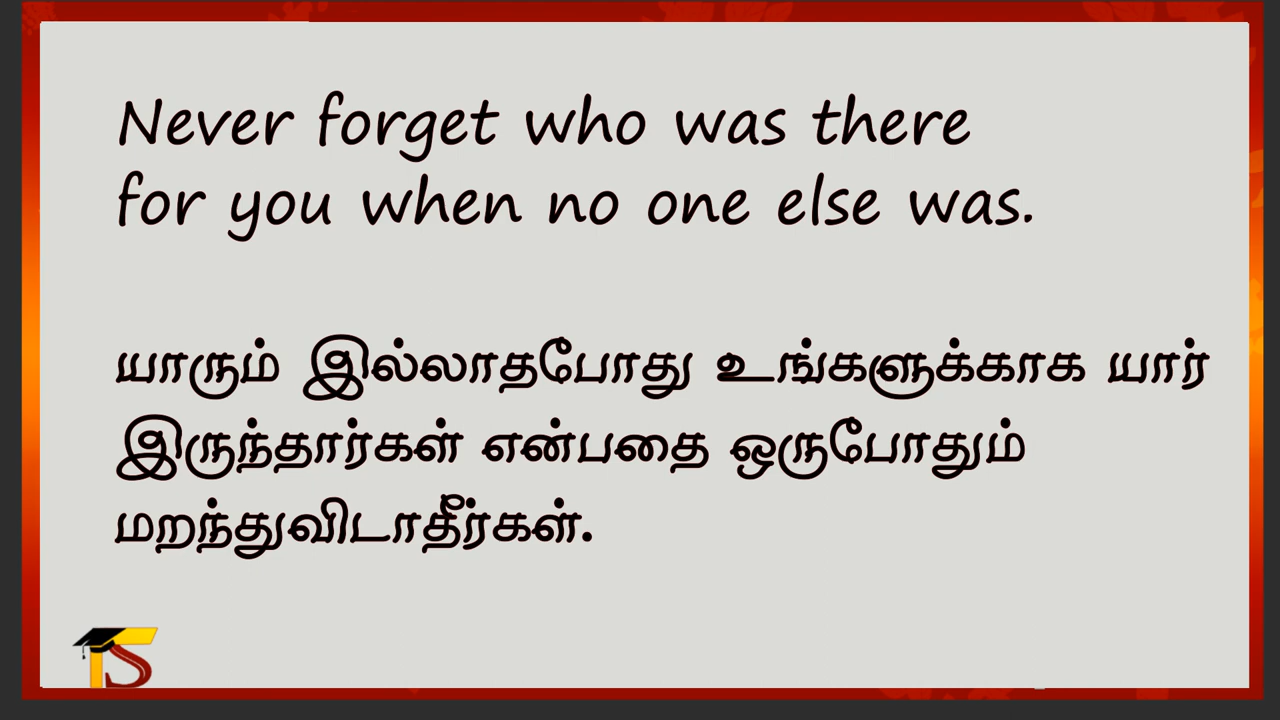 Never forget who was there
for you when no one else was.
யாரும் இல்லாதபோது உங்களுக்காக யார்
இருந்தார்கள் என்பதை ஒருபோதும்
மறந்துவிடாதீர்கள்.
TS